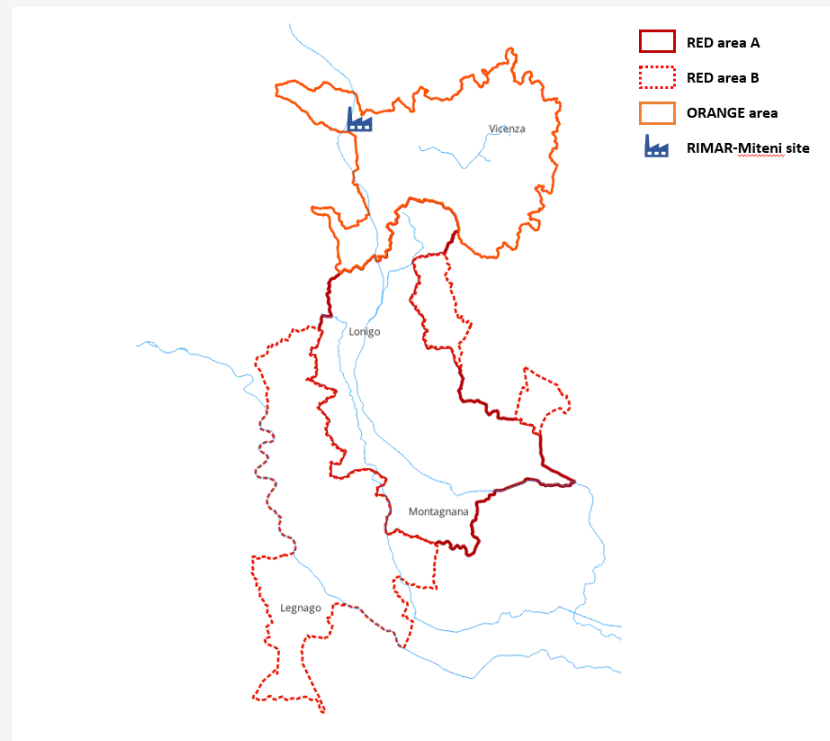 RED area A
RED area B
ORANGE area
RIMAR-Miteni site
Vicenza
Lonigo
Montagnana
Legnago